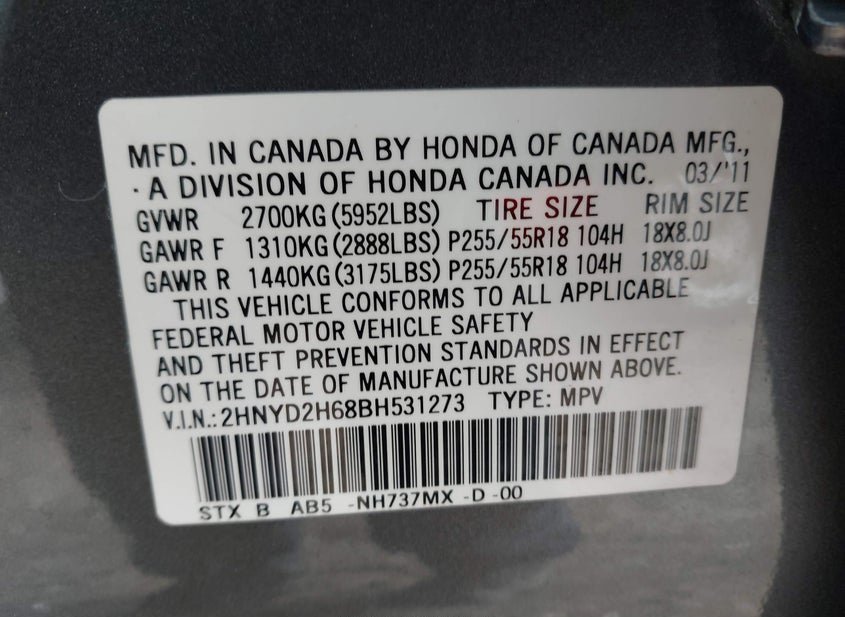 MFD. IN CANADA BY HONDA OF CANADA MFG.,
· A DIVISION OF HONDA CANADA INC. 03/'11
GVWR 2700KG(5952LBS) TIRE SIZE RIM SIZE
GAWR F 1310KG(2888LBS) P255/55R18 104H 18X8.0J
GAWR R 1440KG(3175LBS) P255/55R18 104H 18X8.0J
THIS VEHICLE CONFORMS TO ALL APPLICABLE
FEDERAL MOTOR VEHICLE SAFETY
AND THEFT PREVENTION STANDARDS IN EFFECT
ON THE DATE OF MANUFACTURE SHOWN ABOVE.
V.I.N.:2HNYD2H68BH531273 TYPE: MPV
STX B AB5 -NH737MX -D -00